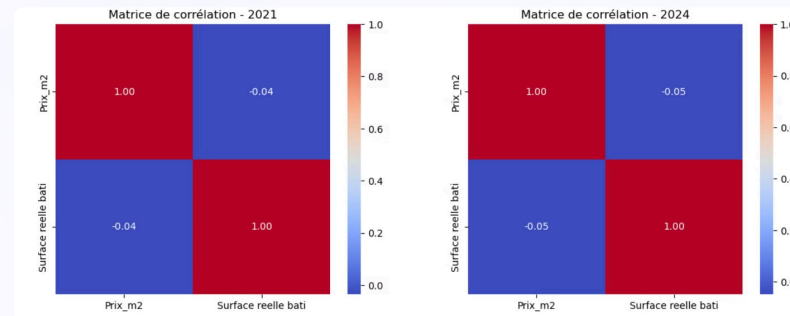 Matrice de corrélation - 2021
Prix_m2
Surface reelle bati
1.00
-0.04
-0.04
1.00
Prix_m2
Surface reelle bati
1.0
0.8
0.6
0.4
0.2
0.0
Matrice de corrélation - 2024
Prix_m2
Surface reelle bati
1.00
-0.05
-0.05
1.00
Prix_m2
Surface reelle bati